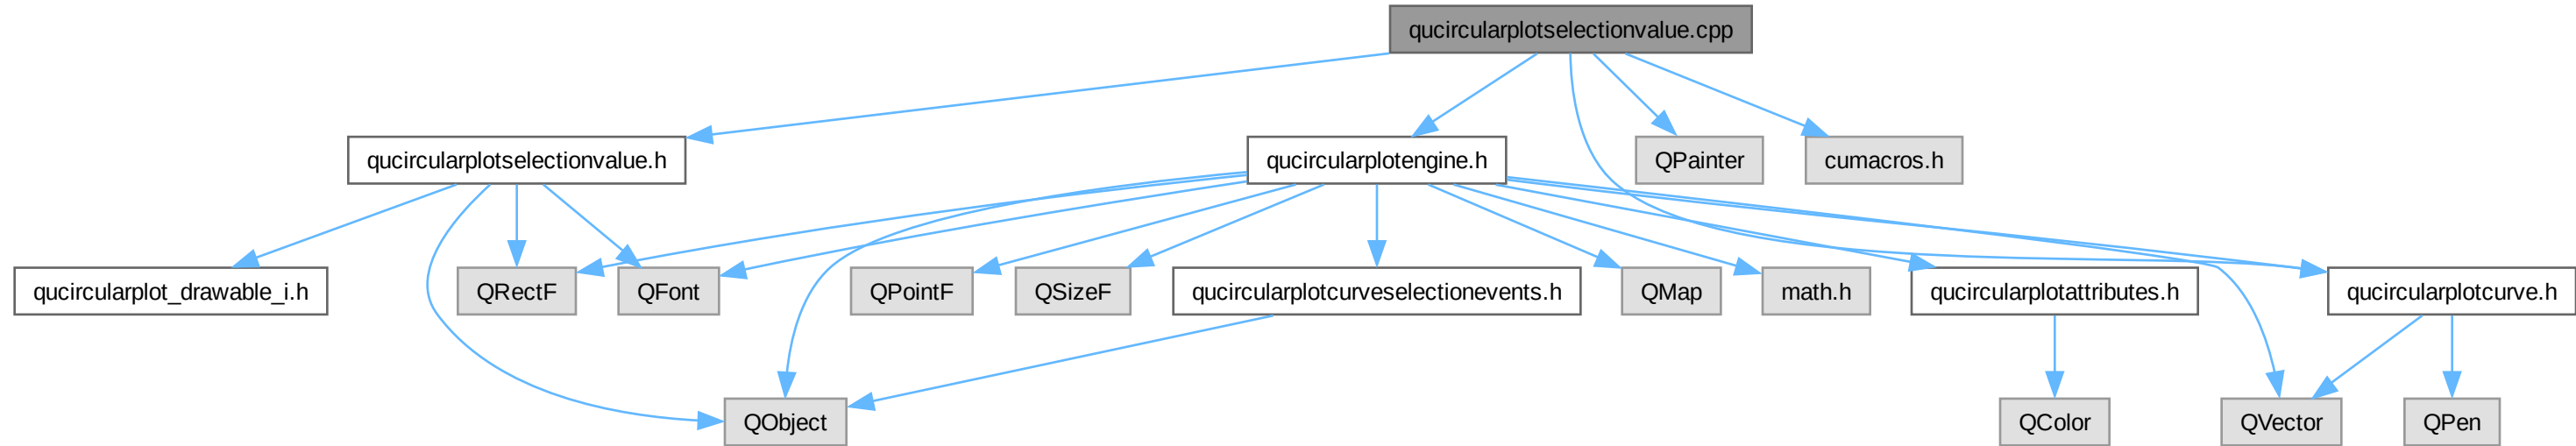 qucircularplotselectionvalue.cpp
qucircularplotselectionvalue.h
qucircularplotengine.h
QPainter
cumacros.h
qucircularplot_drawable_i.h
QRectF
QFont
QPointF
QSizeF
qucircularplotcurveselectionevents.h
QMap
math.h
qucircularplotattributes.h
qucircularplotcurve.h
QObject
QColor
QVector
QPen